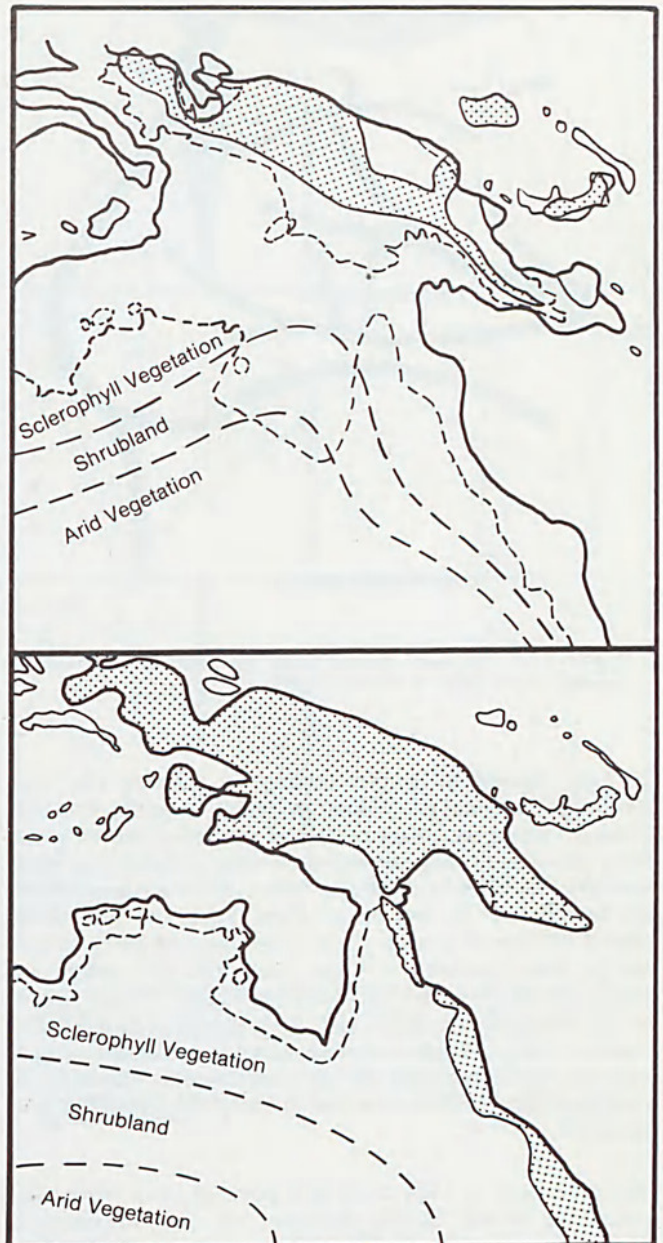 Sclerophyll Vegetation
Shrubland
Arid Vegetation
Sclerophyll Vegetation
Shrubland
Arid Vegetation